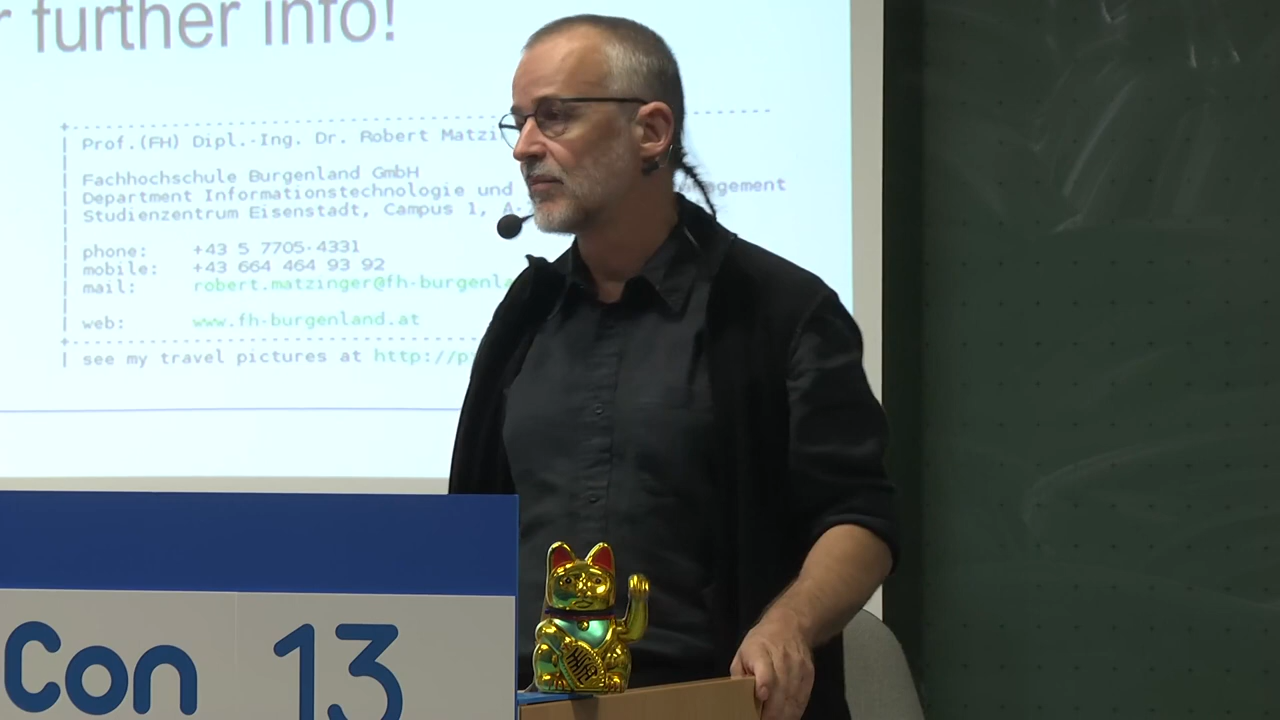 further info!
Prof.(FH) Dipl.-Ing. Dr. Robert
Fachhochschule Burgenland GmbH
Department Informationstechnologie und
Studienzentrum Eisenstadt, Campus 1,
phone: +43 5 7705-4331
mobile: +43 664 464 93 92
mail: robert.matzinger@fh-burgenla
web: www.fh-burgenland.at
see my travel pictures at http://p
Con 13